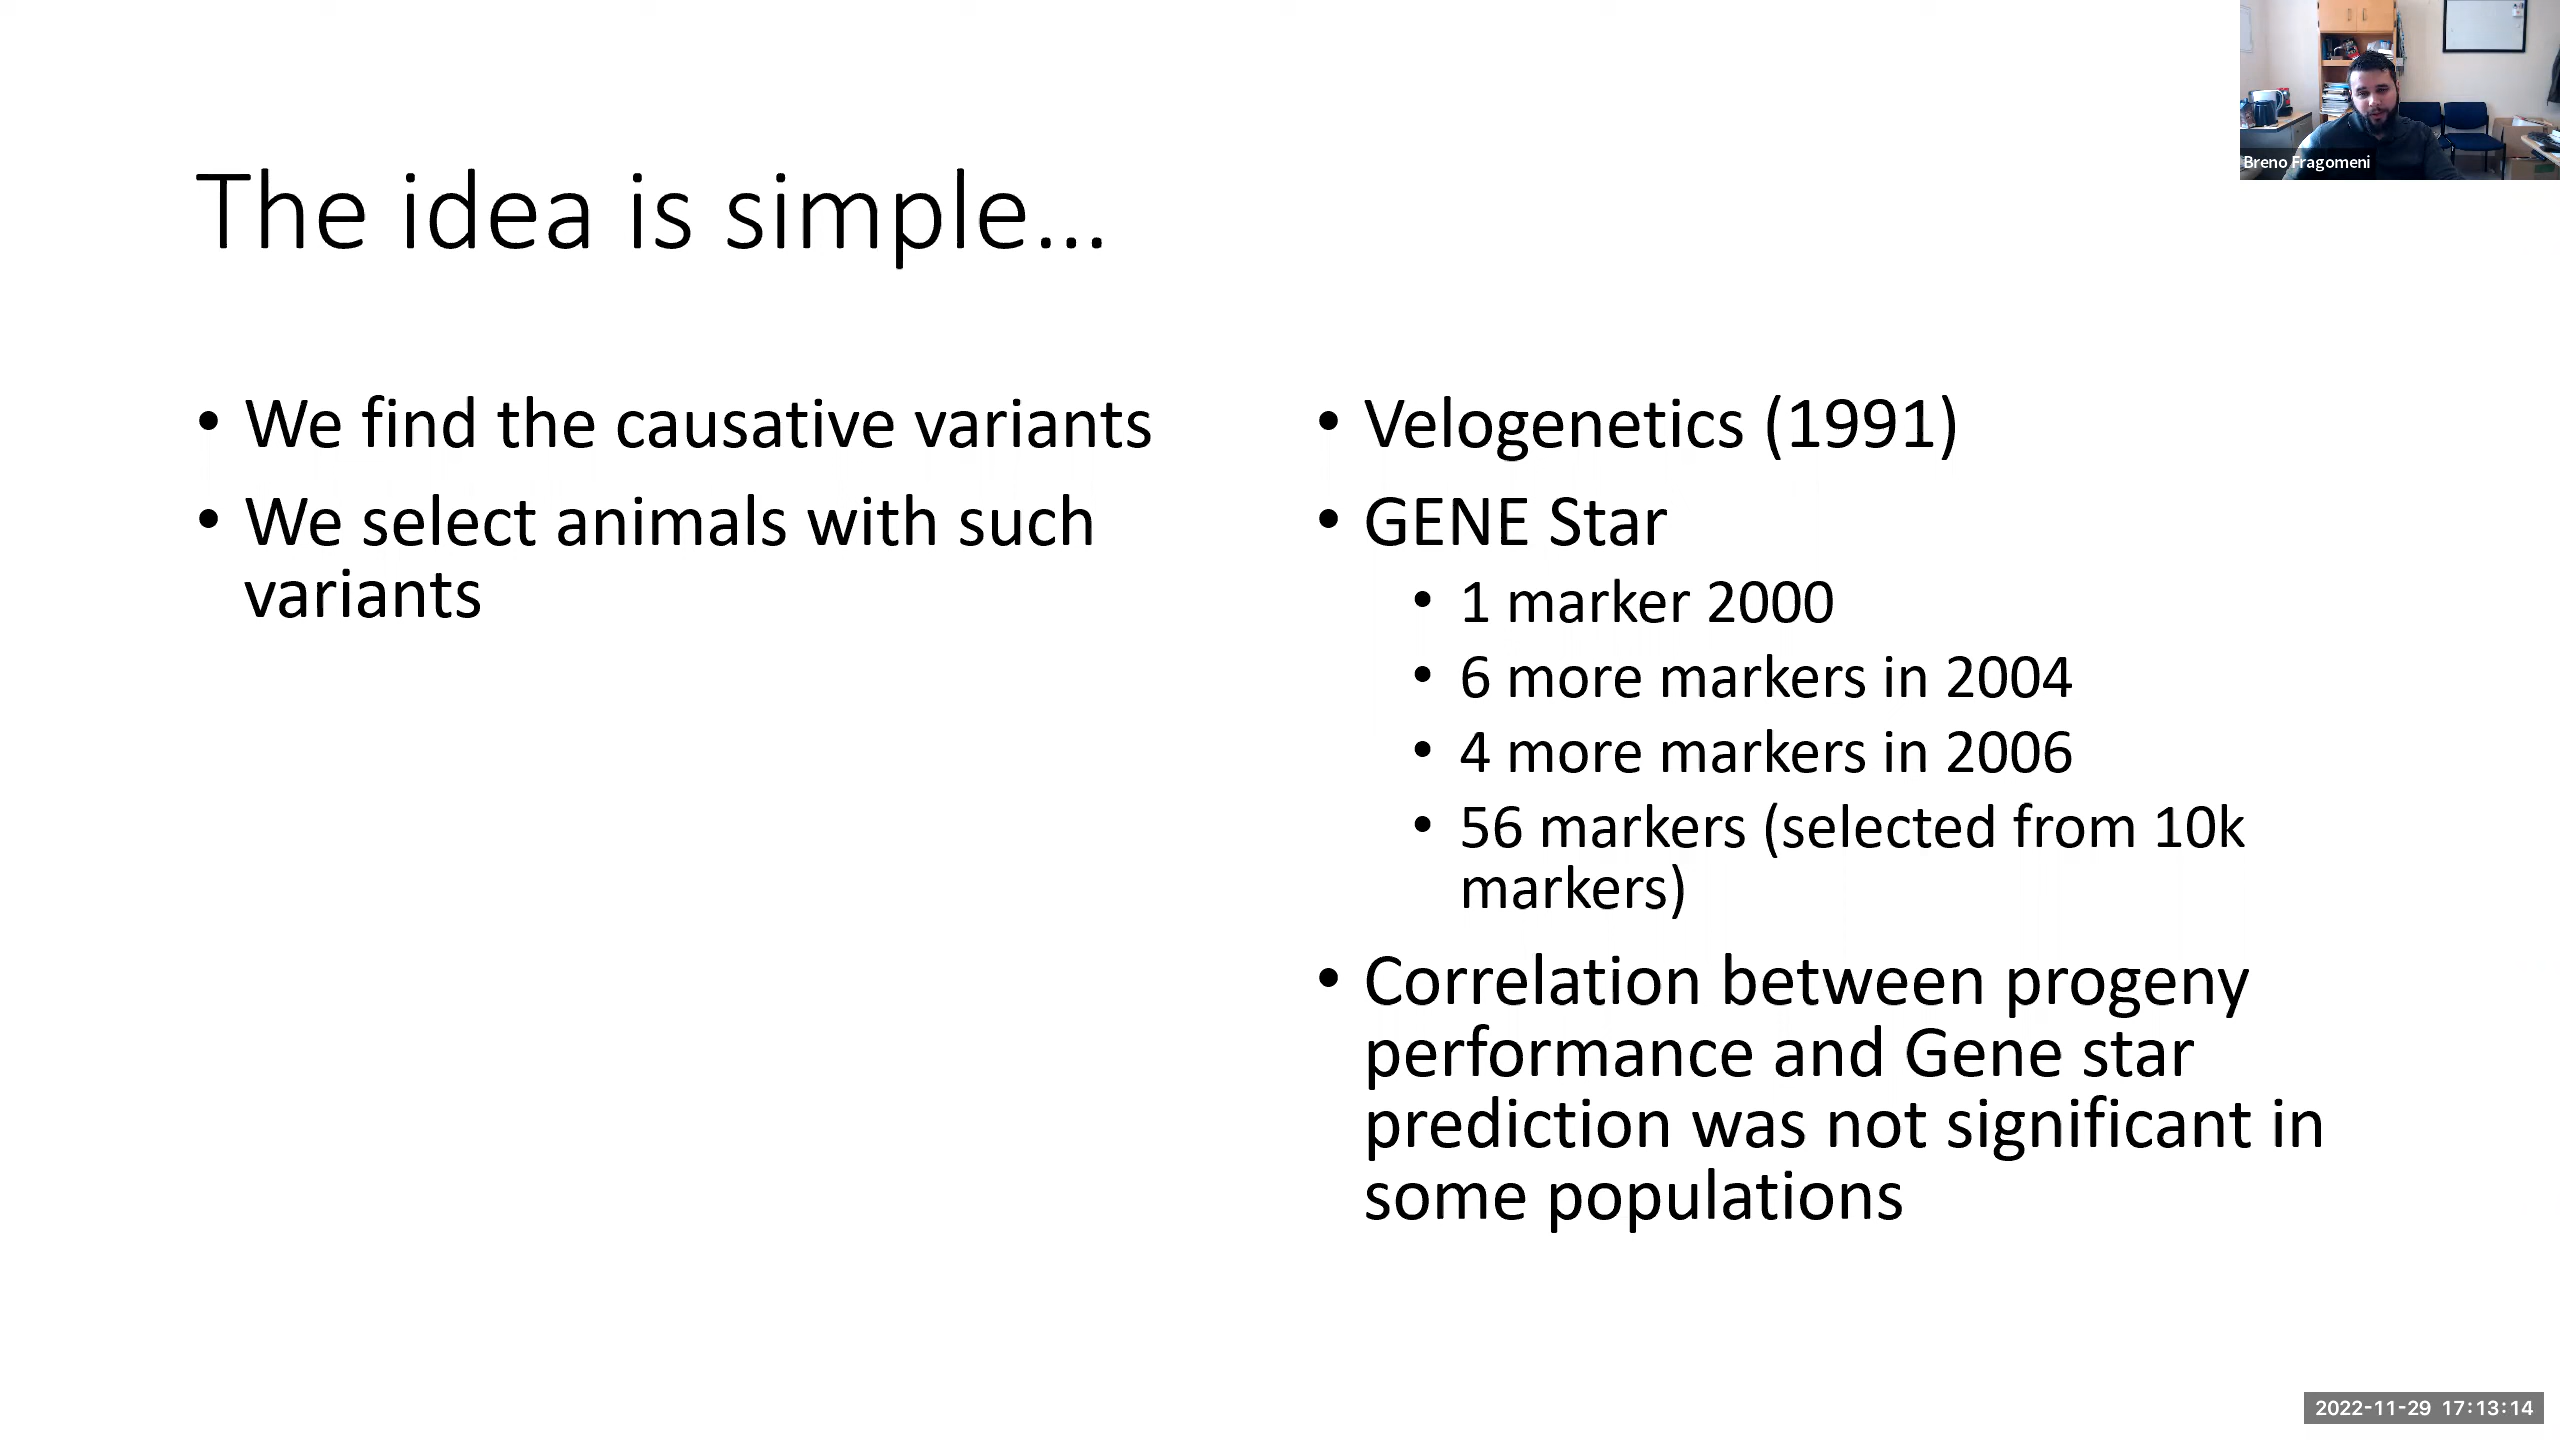 The idea is simple...
• We find the causative variants
• We select animals with such
variants
• Velogenetics (1991)
• GENE Star
• 1 marker 2000
• 6 more markers in 2004
• 4 more markers in 2006
• 56 markers (selected from 10k
markers)
• Correlation between progeny
performance and Gene star
prediction was not significant in
some populations
Breno Fragomeni
2022-11-29 17:13:14